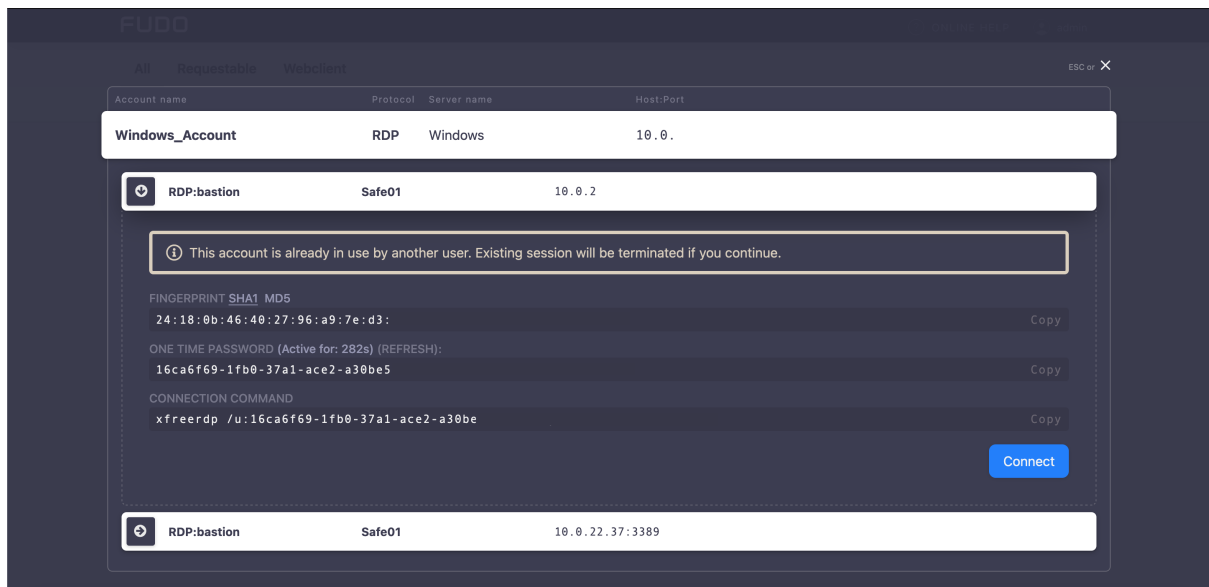 FUDO
All Requestable Webclient
ESC or X
Account name Protocol Server name Host:Port
Windows_Account RDP Windows 10.0.
RDP:bastion Safe01 10.0.2
This account is already in use by another user. Existing session will be terminated if you continue.
FINGERPRINT SHA1 MD5
24:18:0b:46:40:27:96:a9:7e:d3: Copy
ONE TIME PASSWORD (Active for: 282s) (REFRESH):
16ca6f69-1fb0-37a1-ace2-a30be5 Copy
CONNECTION COMMAND
xfreerdp /u:16ca6f69-1fb0-37a1-ace2-a30be Copy
Connect
RDP:bastion Safe01 10.0.22.37:3389